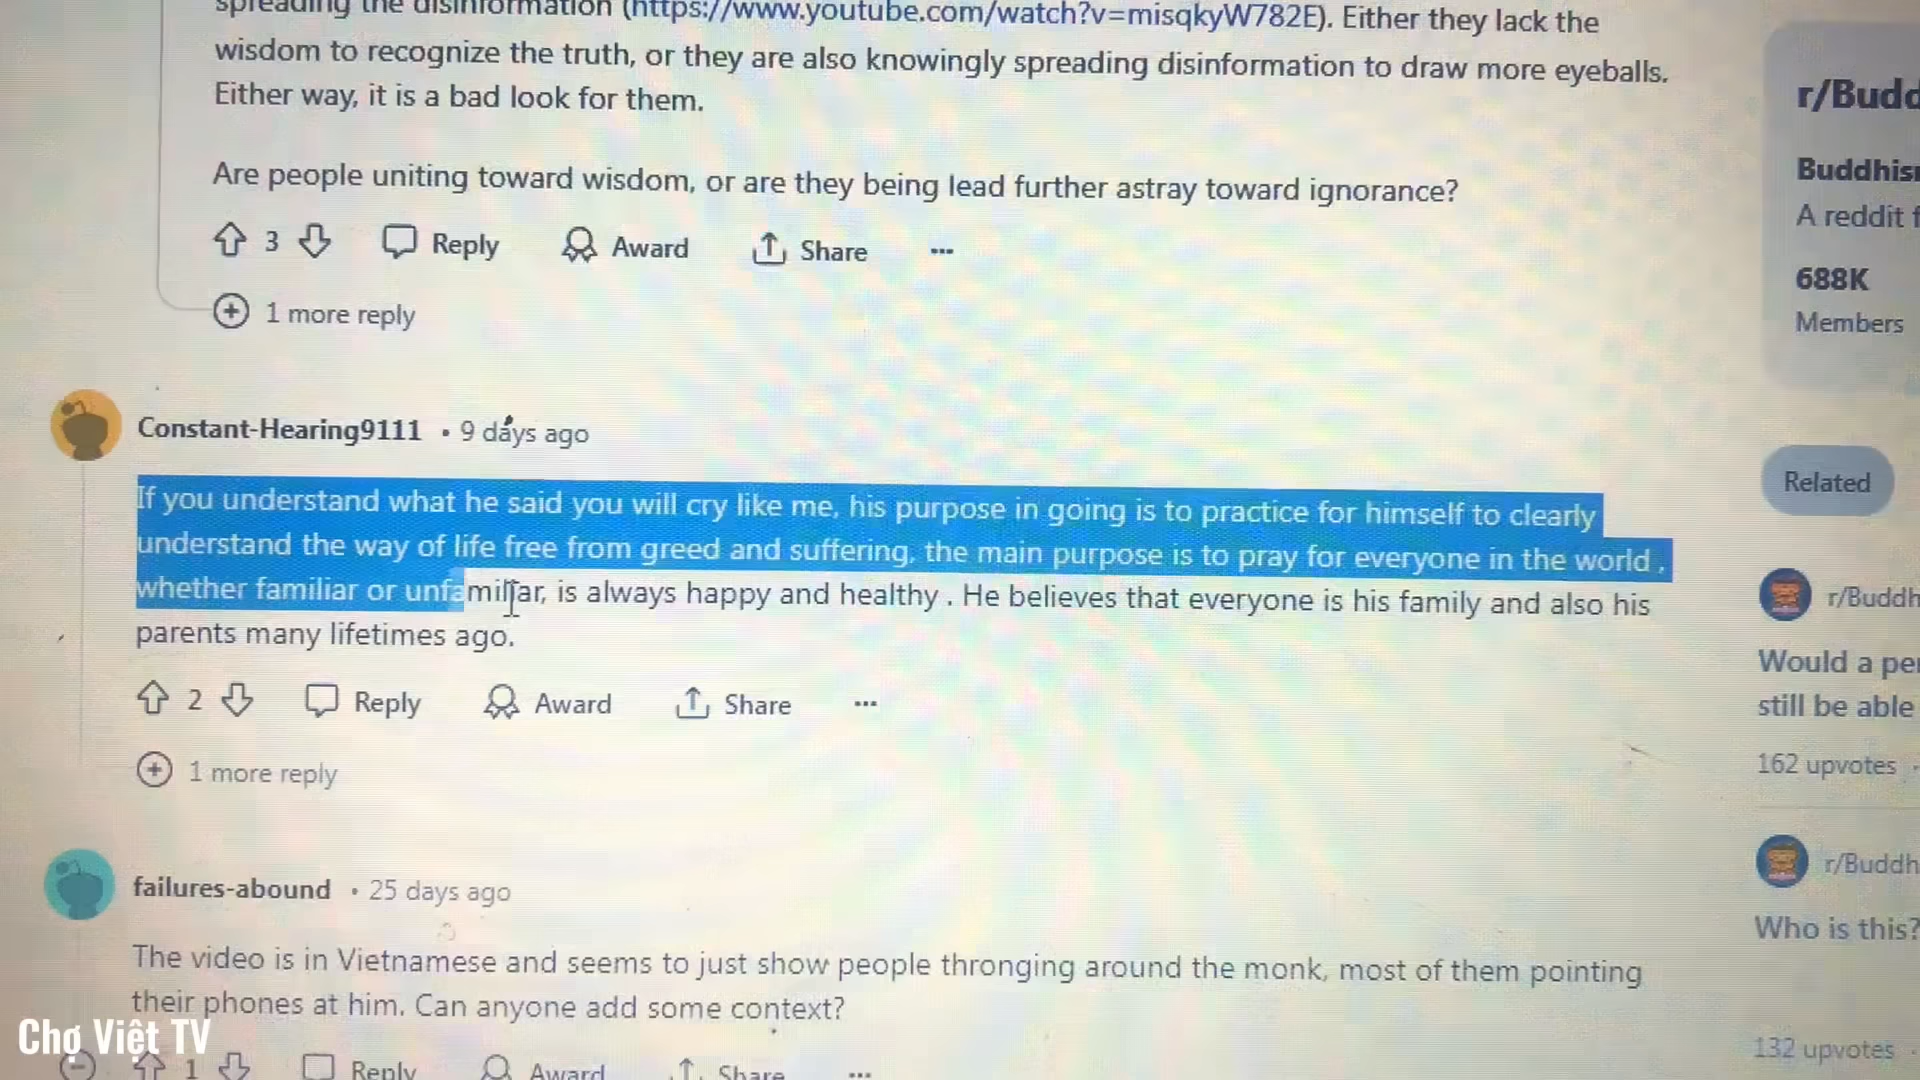 spreading the disinformation (https://www.youtube.com/watch?v=misqkyW782E). Either they lack the
wisdom to recognize the truth, or they are also knowingly spreading disinformation to draw more eyeballs.
Either way, it is a bad look for them.
Are people uniting toward wisdom, or are they being lead further astray toward ignorance?
3 Reply Award Share ...
1 more reply
Constant-Hearing9111 • 9 days ago
If you understand what he said you will cry like me, his purpose in going is to practice for himself to clearly
understand the way of life free from greed and suffering, the main purpose is to pray for everyone in the world ,
whether familiar or unfamiliar, is always happy and healthy . He believes that everyone is his family and also his
parents many lifetimes ago.
2 Reply Award Share ...
1 more reply
failures-abound • 25 days ago
The video is in Vietnamese and seems to just show people thronging around the monk, most of them pointing
their phones at him. Can anyone add some context?
1 Reply Award Share ...
Chợ Việt TV
r/Budd
Buddhis
A reddit f
688K
Members
Related
r/Buddh
Would a per
still be able
162 upvotes ·
r/Buddh
Who is this?
132 upvotes ·